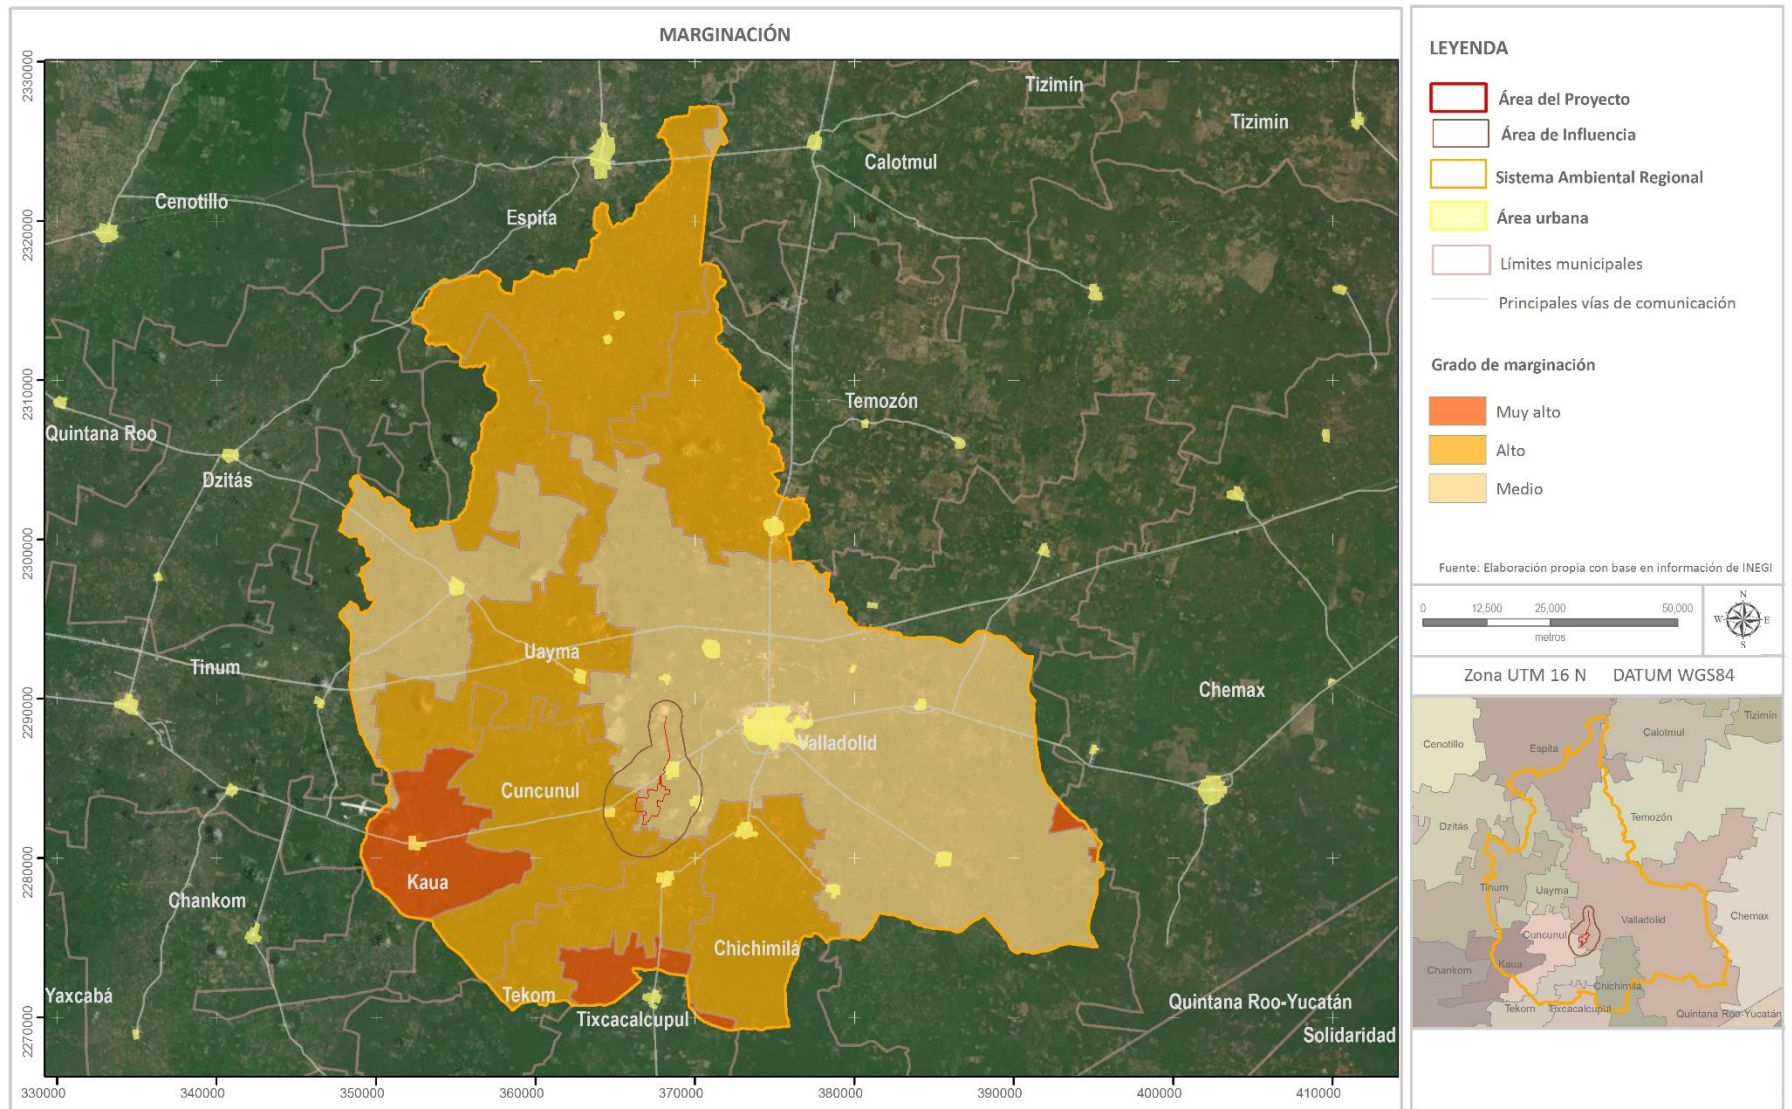 MARGINACIÓN
2330000
2320000
2310000
2300000
2290000
2280000
2270000
330000
340000
350000
360000
370000
380000
390000
400000
410000
Tizimín
Tizimín
Calotmul
Cenotillo
Espita
Temozón
Quintana Roo
Dzitás
Uayma
Tinum
Chemax
Valladolid
Cuncunul
Kaua
Chankom
Chichimilá
Yaxcabá
Tekom
Tixcacalcupul
Quintana Roo-Yucatán
Solidaridad
LEYENDA
Área del Proyecto
Área de Influencia
Sistema Ambiental Regional
Área urbana
Límites municipales
Principales vías de comunicación
Grado de marginación
Muy alto
Alto
Medio
Fuente: Elaboración propia con base en información de INEGI
0 12,500 25,000 50,000
metros
N
W E
S
Zona UTM 16 N DATUM WGS84
Tizimín
Cenotillo
Espita
Calotmul
Dzitás
Temozón
Tinum
Uayma
Valladolid
Chemax
Cuncunul
Chankom
Kaua
Chichimilá
Tekom
Tixcacalcupul
Quintana Roo-Yucatán